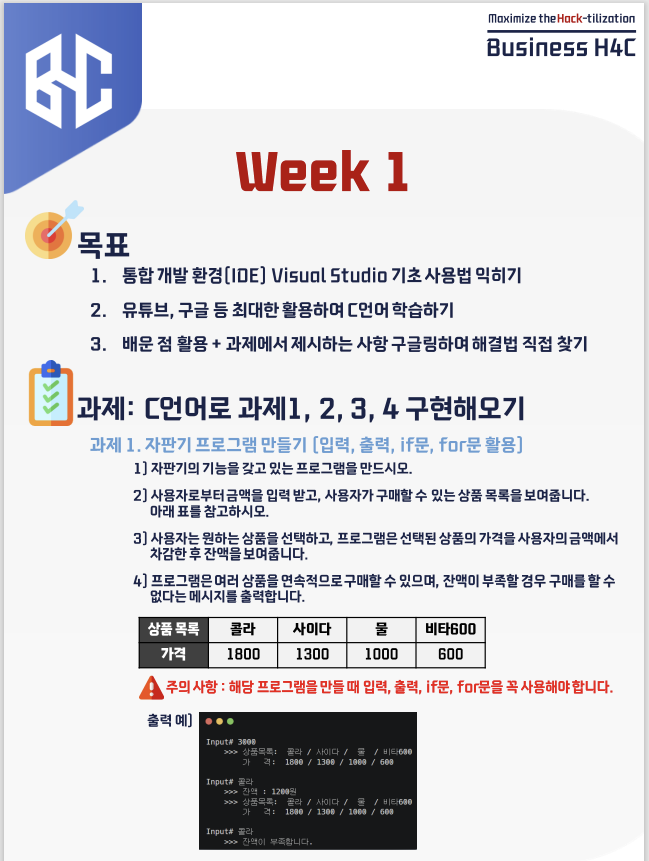 Maximize the Hack-tilization
Business H4C
BHC
Week 1
목표
1. 통합 개발 환경(IDE) Visual Studio 기초 사용법 익히기
2. 유튜브, 구글 등 최대한 활용하여 C언어 학습하기
3. 배운 점 활용 + 과제에서 제시하는 사항 구글링하여 해결법 직접 찾기
과제: C언어로 과제1, 2, 3, 4 구현해오기
과제 1. 자판기 프로그램 만들기 (입력, 출력, if문, for문 활용)
1) 자판기의 기능을 갖고 있는 프로그램을 만드시오.
2) 사용자로부터 금액을 입력 받고, 사용자가 구매할 수 있는 상품 목록을 보여줍니다.
아래 표를 참고하시오.
3) 사용자는 원하는 상품을 선택하고, 프로그램은 선택된 상품의 가격을 사용자의 금액에서
차감한 후 잔액을 보여줍니다.
4) 프로그램은 여러 상품을 연속적으로 구매할 수 있으며, 잔액이 부족할 경우 구매를 할 수
없다는 메시지를 출력합니다.
상품 목록 콜라 사이다 물 비타600
가격 1800 1300 1000 600
주의 사항 : 해당 프로그램을 만들 때 입력, 출력, if문, for문을 꼭 사용해야 합니다.
출력 예)
Input# 3000
>>> 상품목록: 콜라 / 사이다 / 물 / 비타600
가 격: 1800 / 1300 / 1000 / 600
Input# 콜라
>>> 잔액 : 1200원
>>> 상품목록: 콜라 / 사이다 / 물 / 비타600
가 격: 1800 / 1300 / 1000 / 600
Input# 콜라
>>> 잔액이 부족합니다.